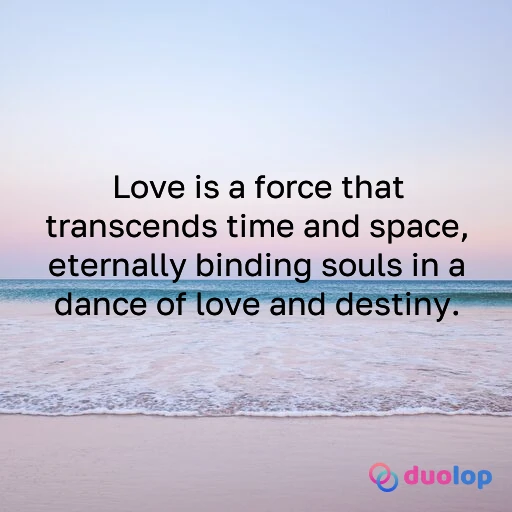 Love is a force that
transcends time and space,
eternally binding souls in a
dance of love and destiny.
duolop